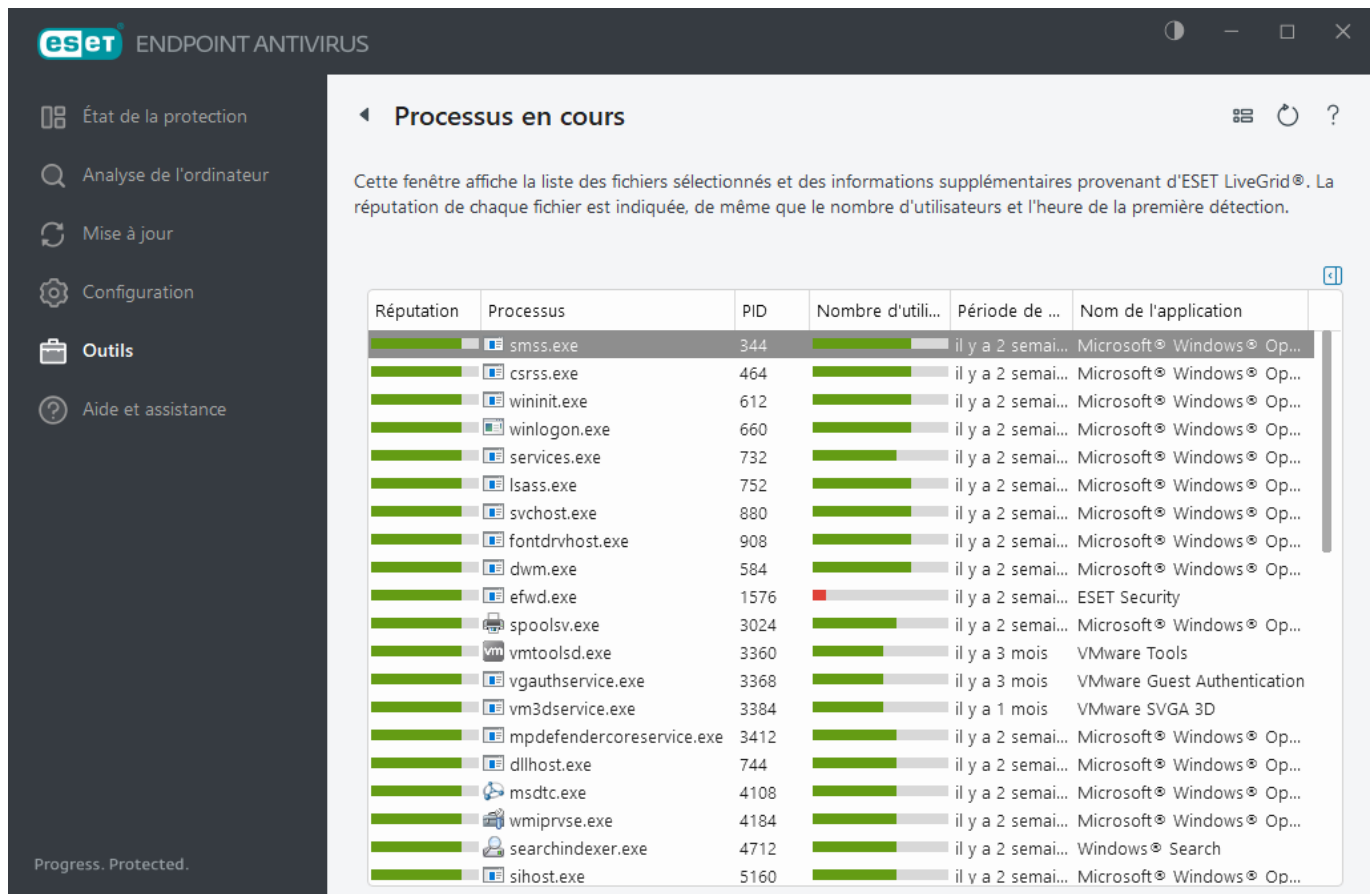 eset ENDPOINT ANTIVIRUS
État de la protection
Analyse de l'ordinateur
Mise à jour
Configuration
Outils
Aide et assistance
Progress. Protected.
Processus en cours
?
Cette fenêtre affiche la liste des fichiers sélectionnés et des informations supplémentaires provenant d'ESET LiveGrid®. La
réputation de chaque fichier est indiquée, de même que le nombre d'utilisateurs et l'heure de la première détection.
Réputation Processus PID Nombre d'utili... Période de ... Nom de l'application
smss.exe 344 il y a 2 semai... Microsoft® Windows® Op...
csrss.exe 464 il y a 2 semai... Microsoft® Windows® Op...
wininit.exe 612 il y a 2 semai... Microsoft® Windows® Op...
winlogon.exe 660 il y a 2 semai... Microsoft® Windows® Op...
services.exe 732 il y a 2 semai... Microsoft® Windows® Op...
lsass.exe 752 il y a 2 semai... Microsoft® Windows® Op...
svchost.exe 880 il y a 2 semai... Microsoft® Windows® Op...
fontdrvhost.exe 908 il y a 2 semai... Microsoft® Windows® Op...
dwm.exe 584 il y a 2 semai... Microsoft® Windows® Op...
efwd.exe 1576 il y a 2 semai... ESET Security
spoolsv.exe 3024 il y a 2 semai... Microsoft® Windows® Op...
vm vmtoolsd.exe 3360 il y a 3 mois VMware Tools
vgauthservice.exe 3368 il y a 3 mois VMware Guest Authentication
vm3dservice.exe 3384 il y a 1 mois VMware SVGA 3D
mpdefendercoreservice.exe 3412 il y a 2 semai... Microsoft® Windows® Op...
dllhost.exe 744 il y a 2 semai... Microsoft® Windows® Op...
msdtc.exe 4108 il y a 2 semai... Microsoft® Windows® Op...
wmiprvse.exe 4184 il y a 2 semai... Microsoft® Windows® Op...
searchindexer.exe 4712 il y a 2 semai... Windows® Search
sihost.exe 5160 il y a 2 semai... Microsoft® Windows® Op...